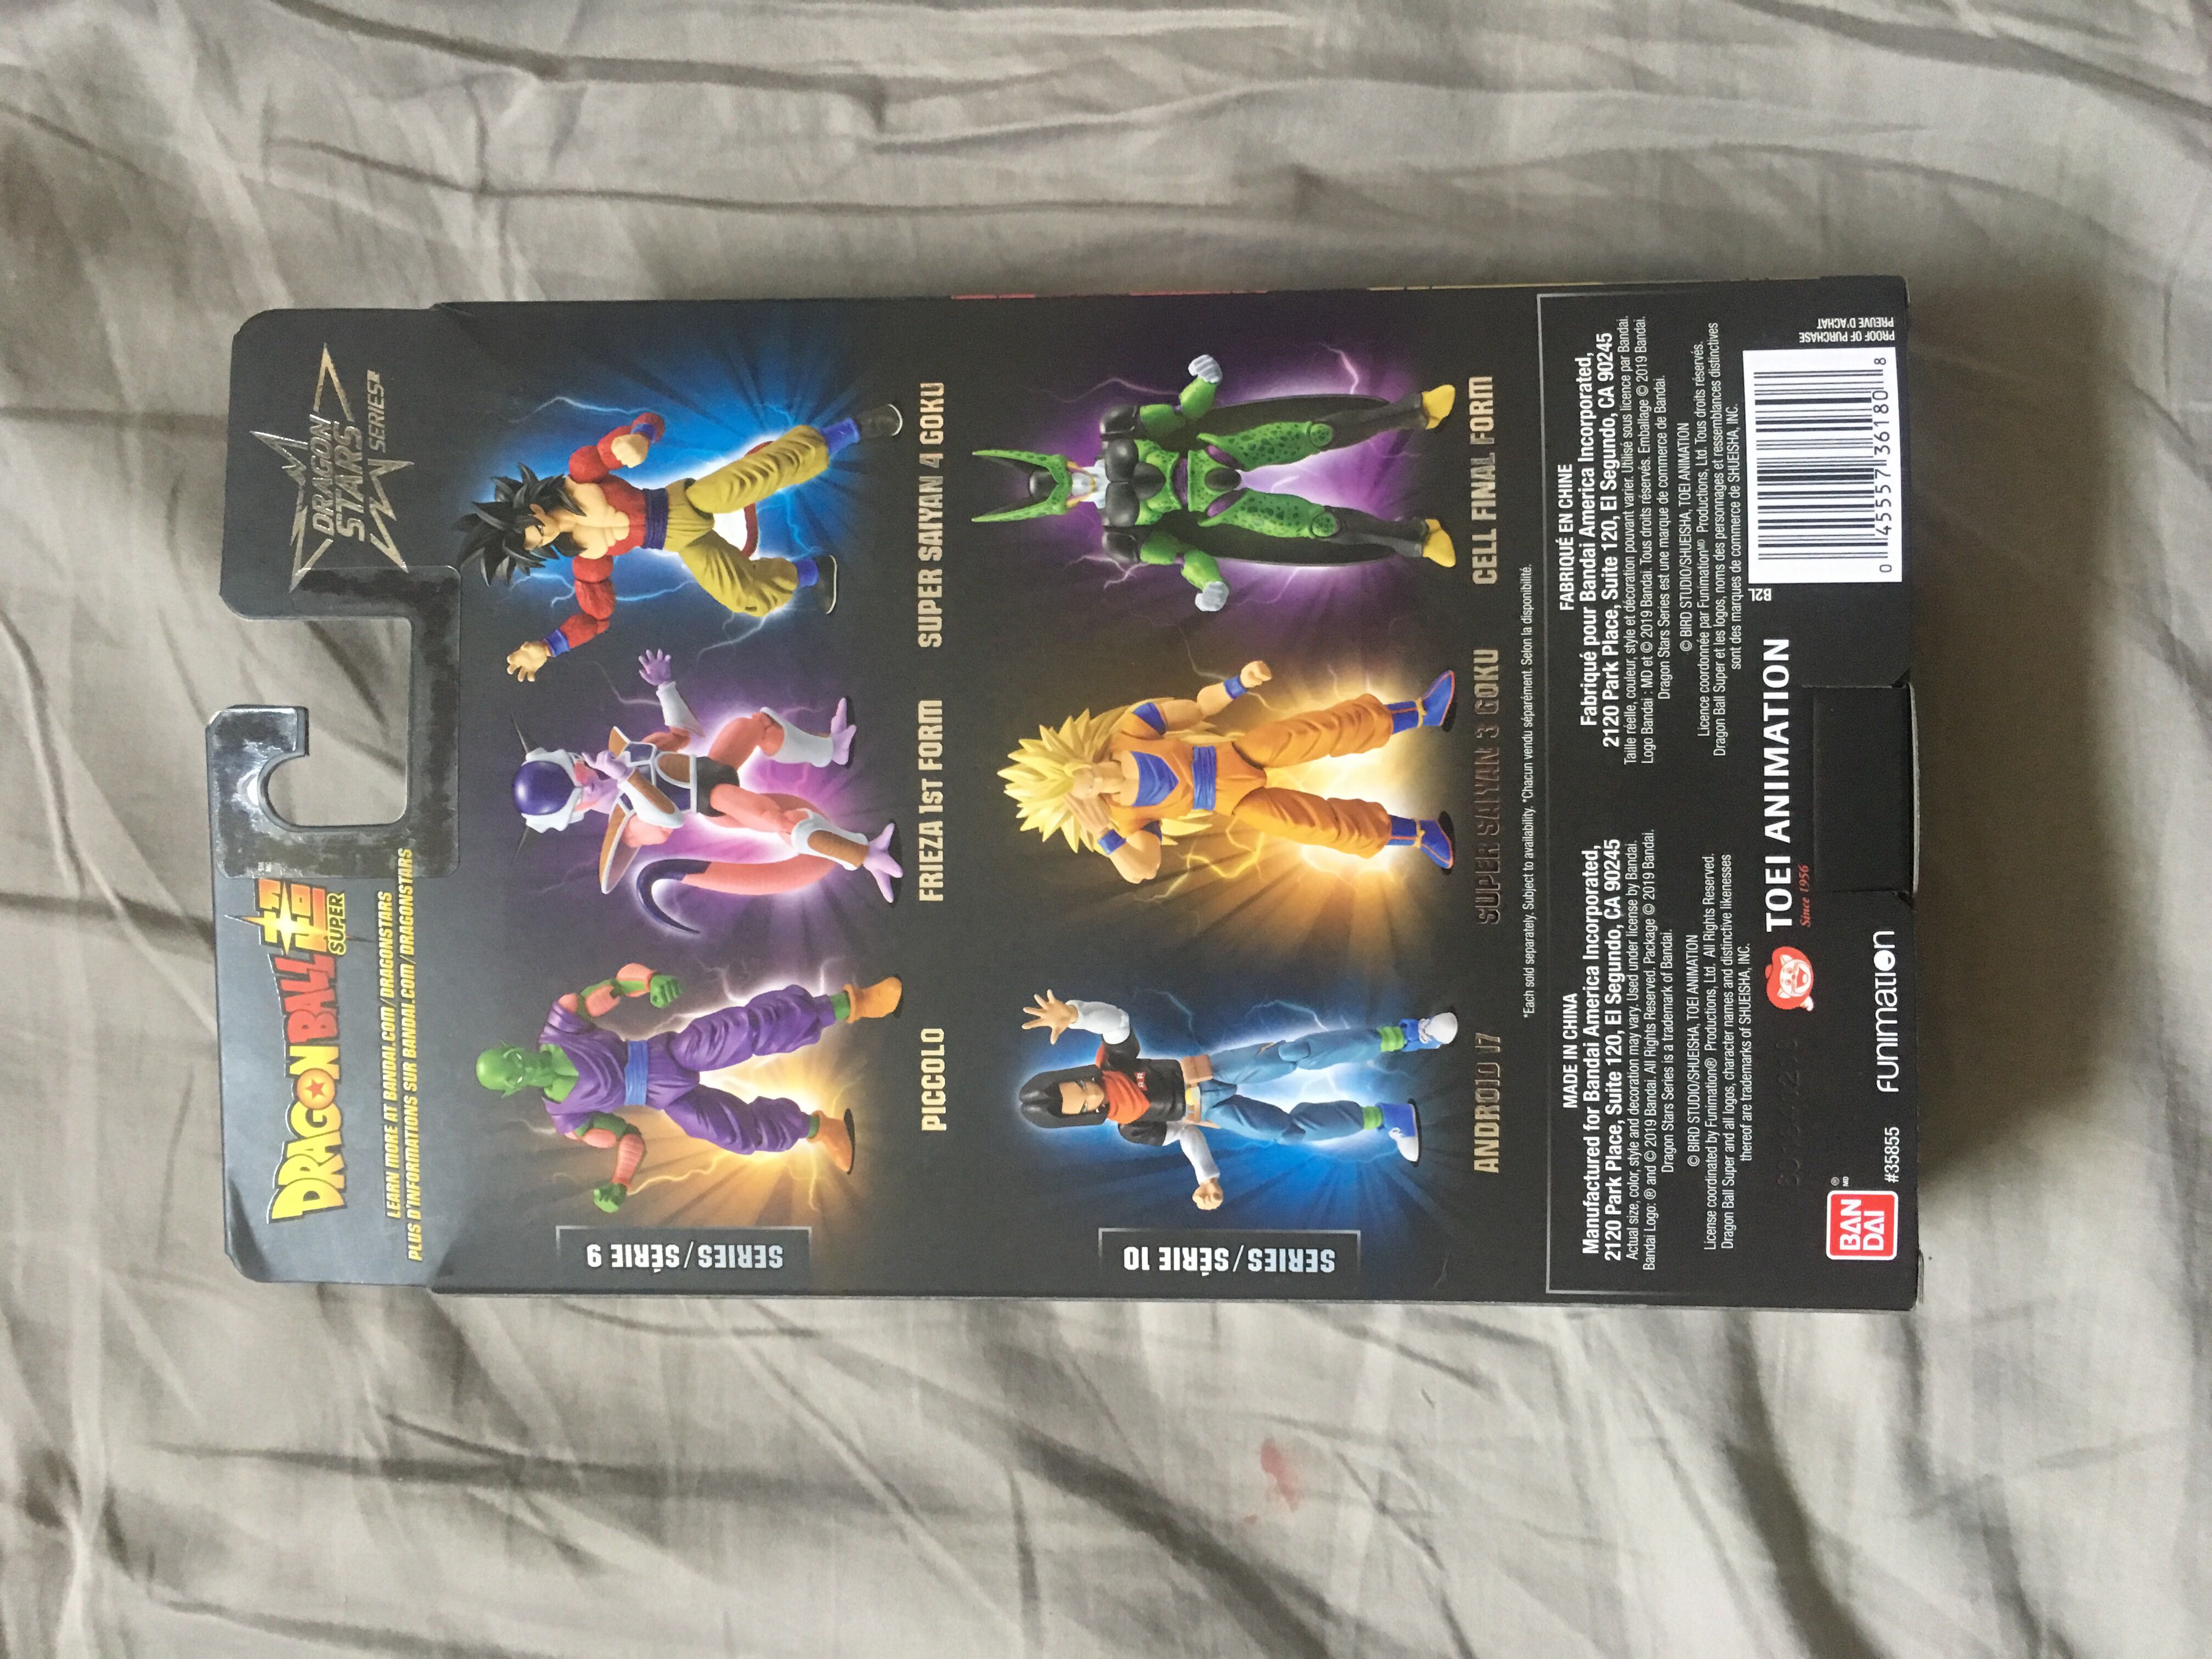 DRAGONBALL超
SUPER
LEARN MORE AT BANDAI.COM/DRAGONSTARS
PLUS D'INFORMATIONS SUR BANDAI.COM/DRAGONSTARS
DRAGON
STARS
SERIES
SERIES/SÉRIE 9
PICCOLO
FRIEZA 1ST FORM
SUPER SAIYAN 4 GOKU
SERIES/SÉRIE 10
ANDROID 17
SUPER SAIYAN 3 GOKU
CELL FINAL FORM
*Each sold separately. Subject to availability. *Chacun vendu séparément. Selon la disponibilité.
MADE IN CHINA
Manufactured for Bandai America Incorporated,
2120 Park Place, Suite 120, El Segundo, CA 90245
Actual size, color, style and decoration may vary. Used under license by Bandai.
Bandai Logo: ® and © 2019 Bandai. All Rights Reserved. Package © 2019 Bandai.
Dragon Stars Series is a trademark of Bandai.
© BIRD STUDIO/SHUEISHA, TOEI ANIMATION
License coordinated by Funimation® Productions, Ltd. All Rights Reserved.
Dragon Ball Super and all logos, character names and distinctive likenesses
thereof are trademarks of SHUEISHA, INC.
FABRIQUÉ EN CHINE
Fabriqué pour Bandai America Incorporated,
2120 Park Place, Suite 120, El Segundo, CA 90245
Taille réelle, couleur, style et décoration pouvant varier. Utilisé sous licence par Bandai.
Logo Bandai : MD et © 2019 Bandai. Tous droits réservés. Emballage © 2019 Bandai.
Dragon Stars Series est une marque de commerce de Bandai.
© BIRD STUDIO/SHUEISHA, TOEI ANIMATION
Licence coordonnée par Funimation MD Productions, Ltd. Tous droits réservés.
Dragon Ball Super et les logos, noms des personnages et ressemblances distinctives
sont des marques de commerce de SHUEISHA, INC.
BAN
DAI
® MD
#35855
FUNIMATION
TOEI ANIMATION
Since 1956
B2L
0 45557 36180 8
PROOF OF PURCHASE
PREUVE D'ACHAT